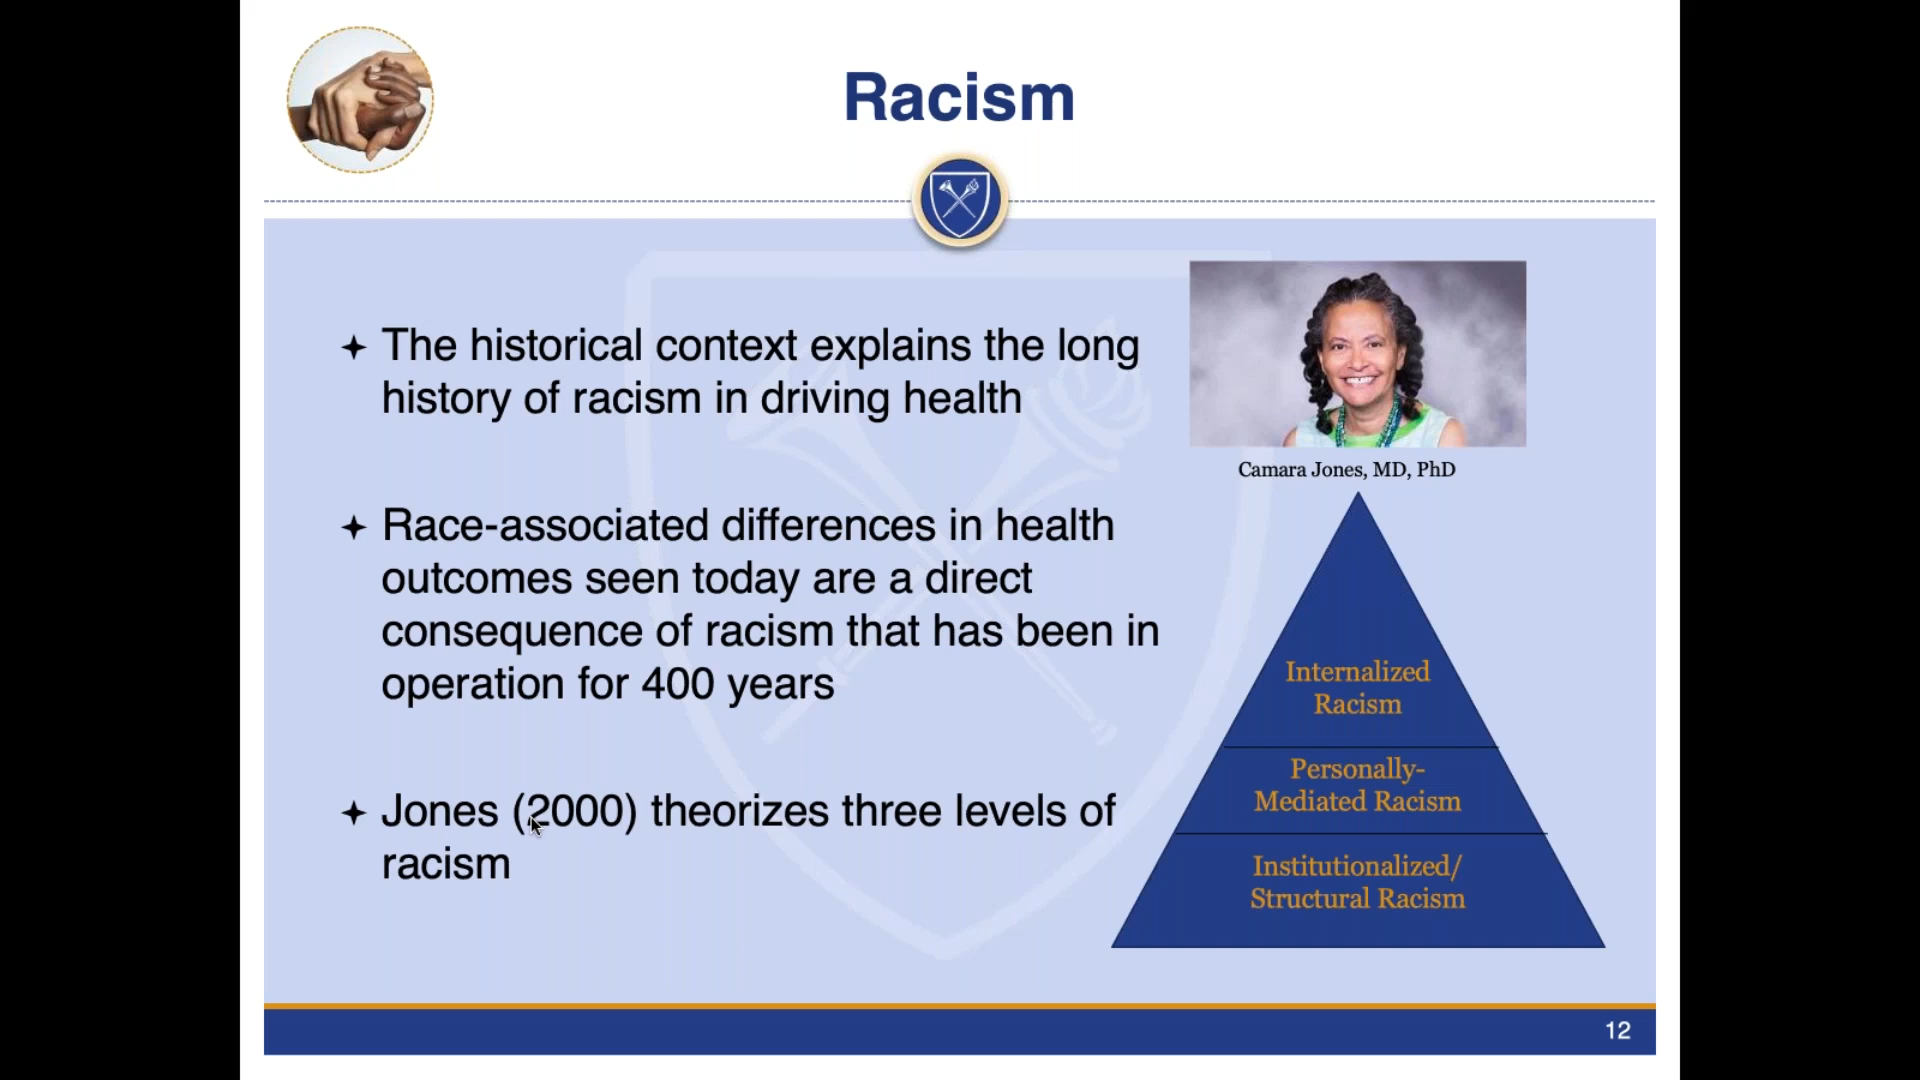 Racism
The historical context explains the long
history of racism in driving health
Race-associated differences in health
outcomes seen today are a direct
consequence of racism that has been in
operation for 400 years
Jones (2000) theorizes three levels of
racism
Camara Jones, MD, PhD
Internalized
Racism
Personally-
Mediated Racism
Institutionalized/
Structural Racism
12